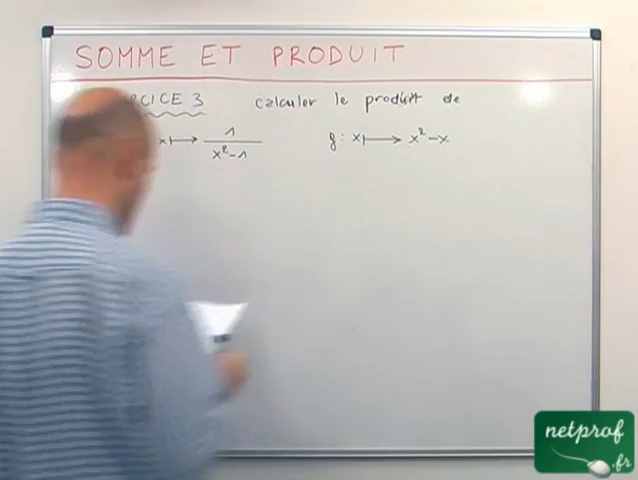 SOMME ET PRODUIT
RCICE 3 calculer le produit de
x ↦ 1/(x²-1) g : x ↦ x²-x
netprof
.fr